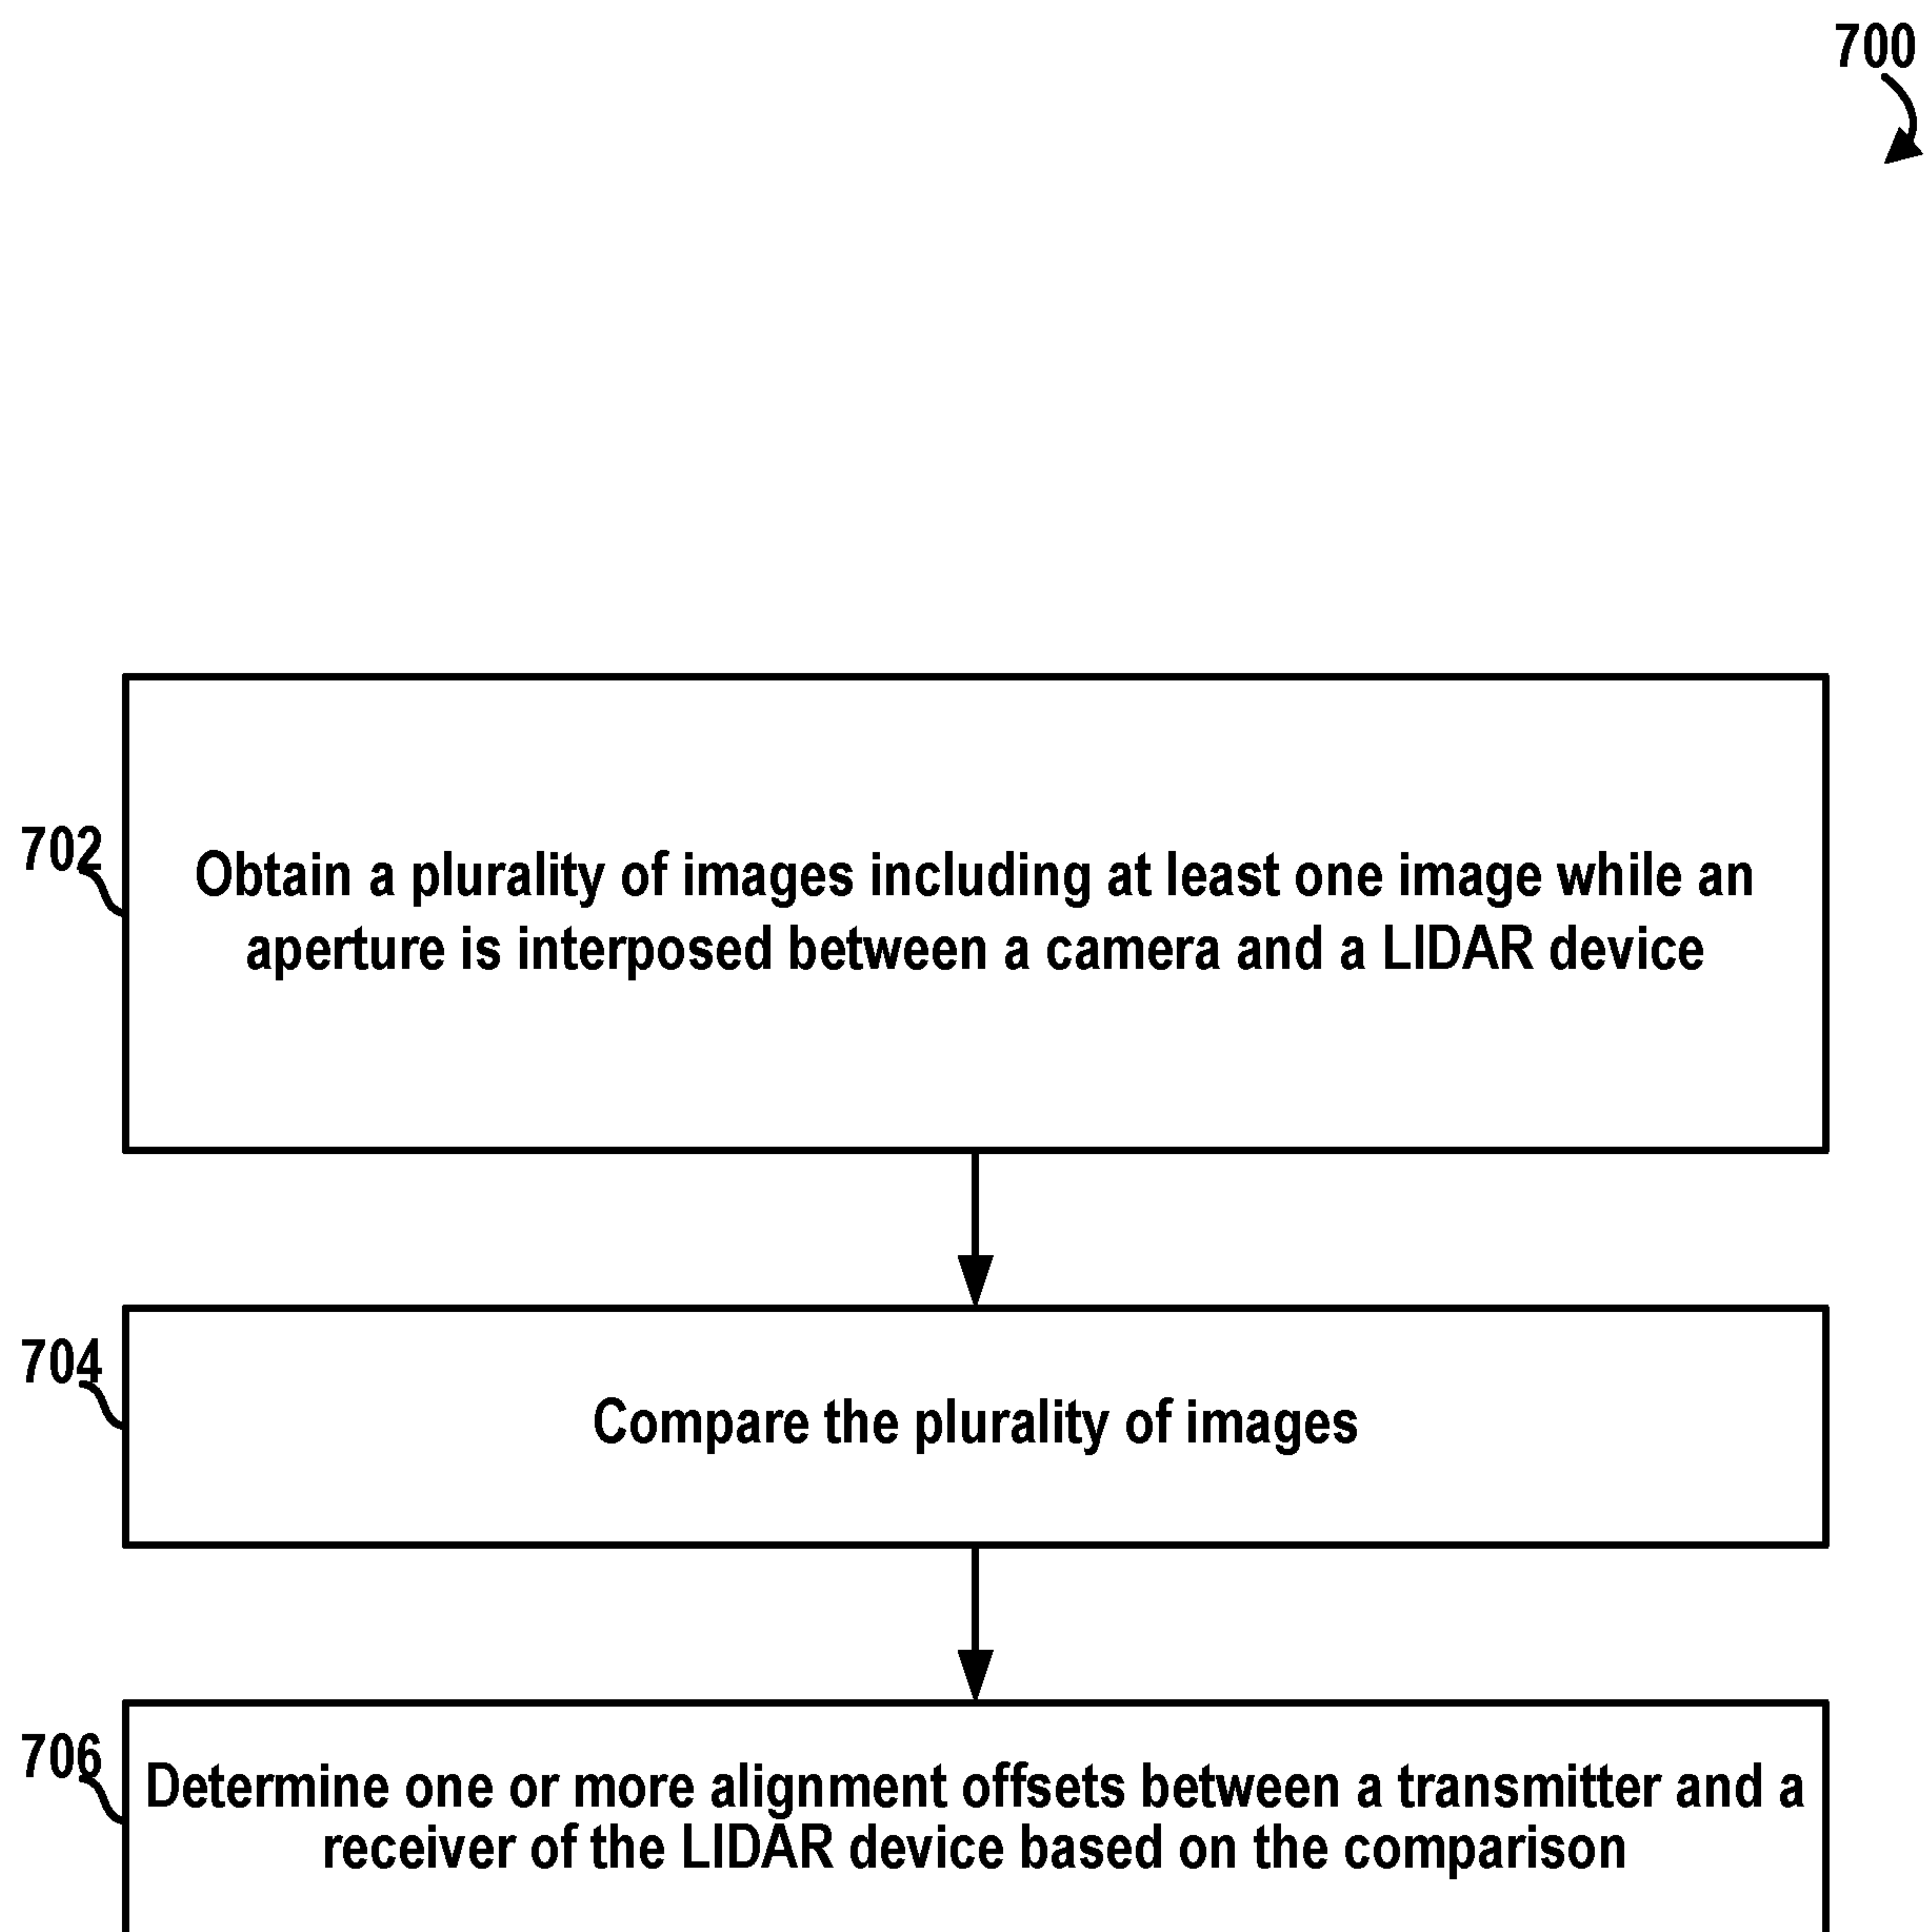 700
702
Obtain a plurality of images including at least one image while an
aperture is interposed between a camera and a LIDAR device
704
Compare the plurality of images
706
Determine one or more alignment offsets between a transmitter and a
receiver of the LIDAR device based on the comparison